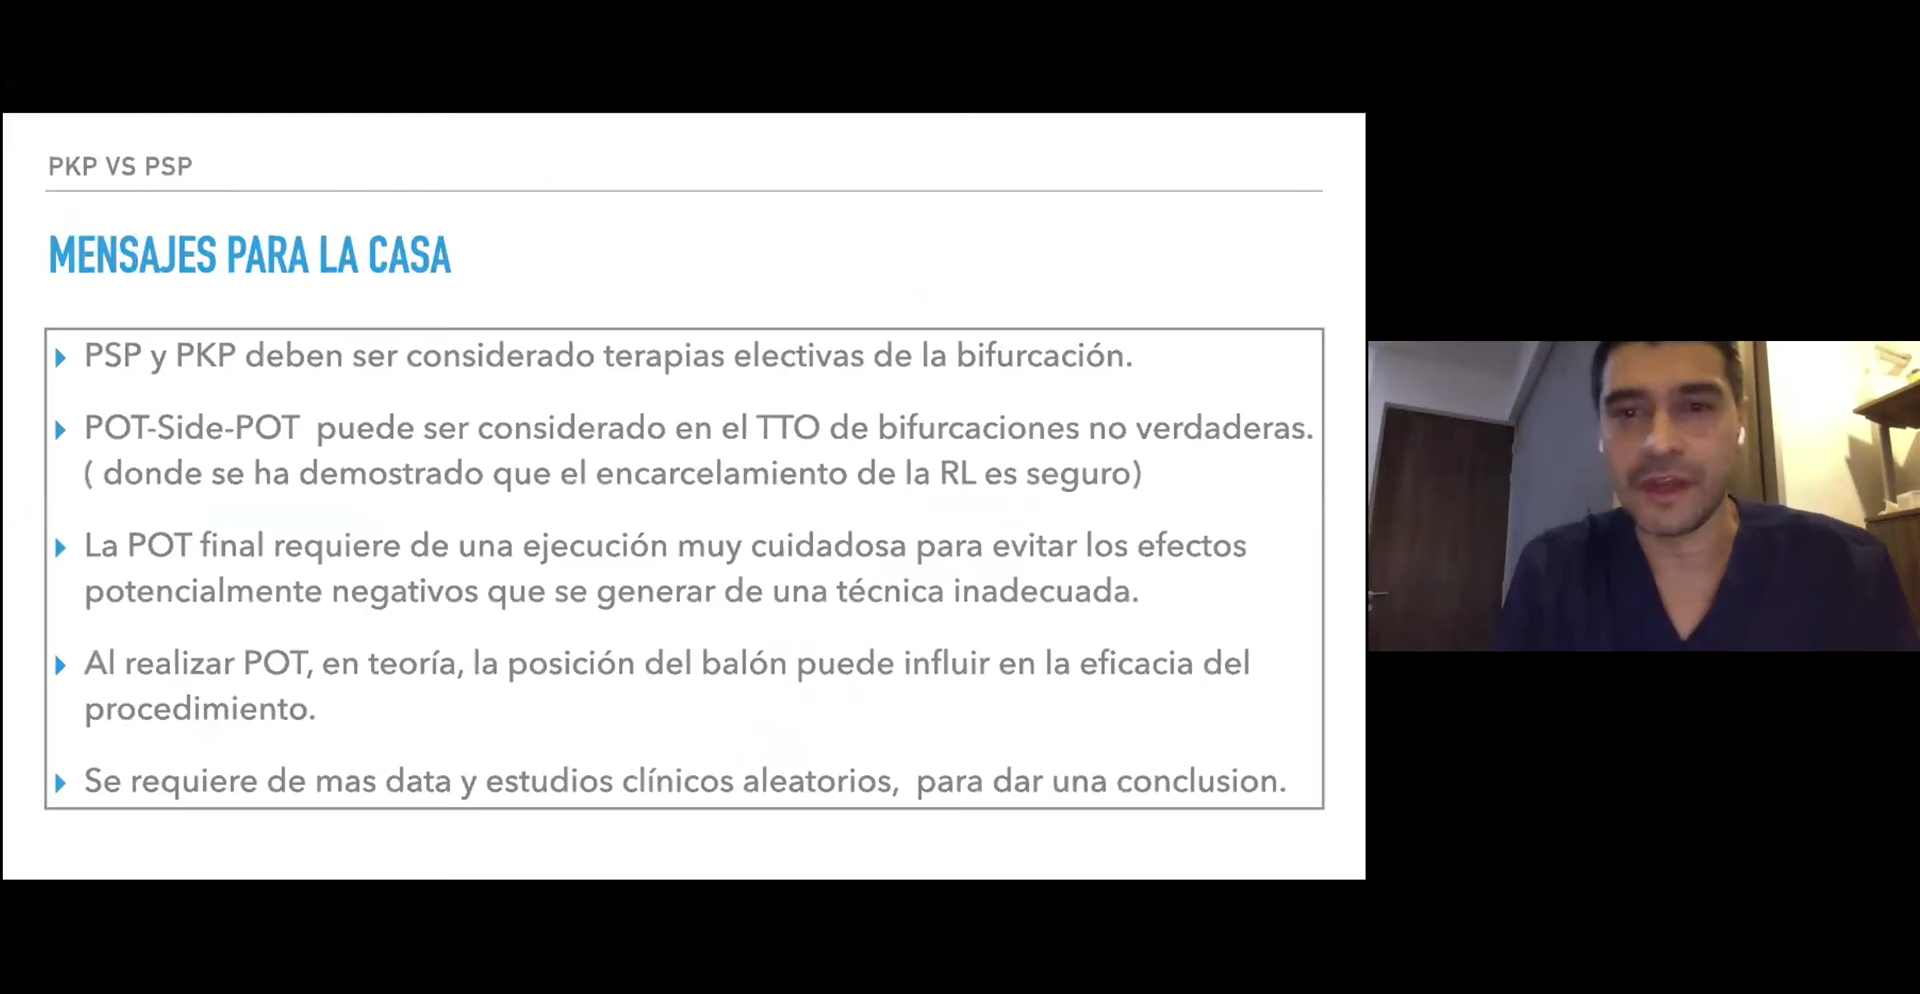 PKP VS PSP
MENSAJES PARA LA CASA
PSP y PKP deben ser considerado terapias electivas de la bifurcación.
POT-Side-POT puede ser considerado en el TTO de bifurcaciones no verdaderas.
( donde se ha demostrado que el encarcelamiento de la RL es seguro)
La POT final requiere de una ejecución muy cuidadosa para evitar los efectos
potencialmente negativos que se generar de una técnica inadecuada.
Al realizar POT, en teoría, la posición del balón puede influir en la eficacia del
procedimiento.
Se requiere de mas data y estudios clínicos aleatorios, para dar una conclusion.